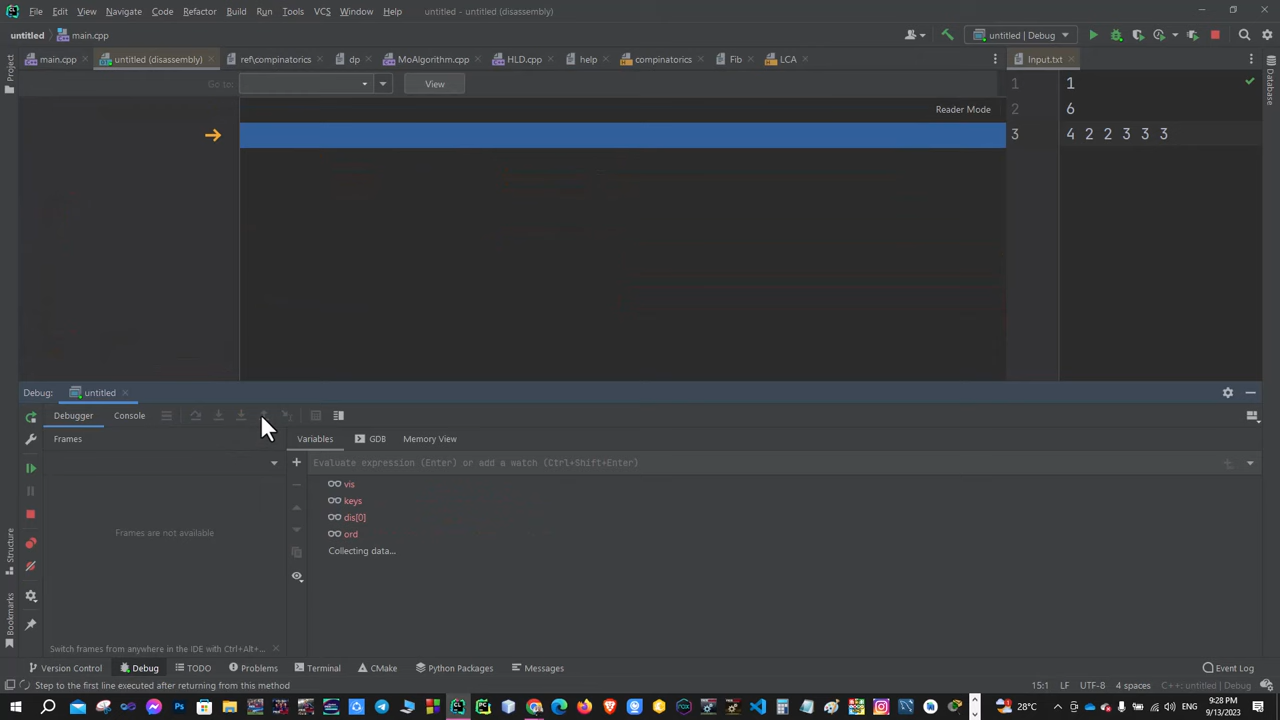 File Edit View Navigate Code Refactor Build Run Tools VCS Window Help untitled - untitled (disassembly)
untitled main.cpp untitled | Debug
main.cpp untitled (disassembly) ref\compinatorics dp MoAlgorithm.cpp HLD.cpp help compinatorics Fib LCA Input.txt
Go to: View
Reader Mode
1 1
2 6
3 4 2 2 3 3 3
Project
Database
Debug: untitled
Debugger Console
Frames Variables GDB Memory View
Evaluate expression (Enter) or add a watch (Ctrl+Shift+Enter)
vis
keys
dis[0]
ord
Frames are not available
Collecting data...
Structure
Bookmarks
Switch frames from anywhere in the IDE with Ctrl+Alt+...
Version Control Debug TODO Problems Terminal CMake Python Packages Messages Event Log
Step to the first line executed after returning from this method 15:1 LF UTF-8 4 spaces C++: untitled | Debug
28°C 9:28 PM
9/13/2023